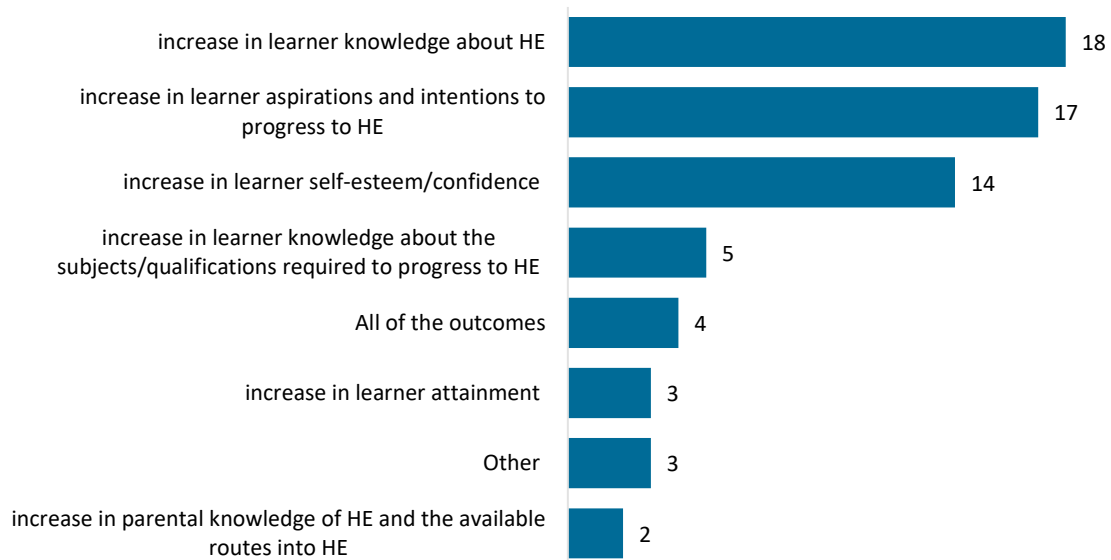 increase in learner knowledge about HE
18
increase in learner aspirations and intentions to
progress to HE
17
increase in learner self-esteem/confidence
14
increase in learner knowledge about the
subjects/qualifications required to progress to HE
5
All of the outcomes
4
increase in learner attainment
3
Other
3
increase in parental knowledge of HE and the available
routes into HE
2